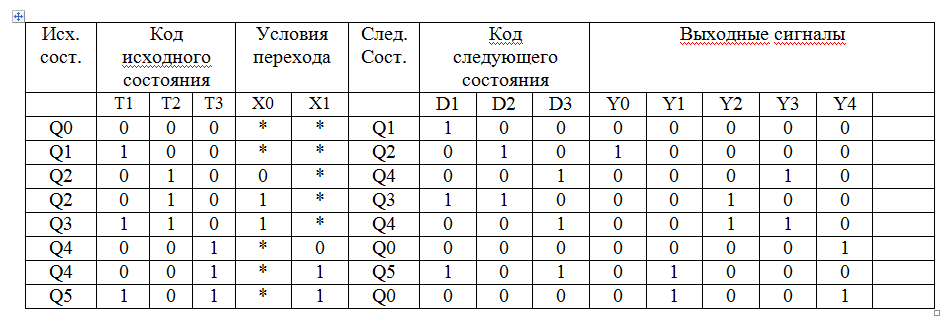 Исх. сост. Код исходного состояния Условия перехода След. Сост. Код следующего состояния Выходные сигналы
T1 T2 T3 X0 X1 D1 D2 D3 Y0 Y1 Y2 Y3 Y4
Q0 0 0 0 * * Q1 1 0 0 0 0 0 0 0
Q1 1 0 0 * * Q2 0 1 0 1 0 0 0 0
Q2 0 1 0 0 * Q4 0 0 1 0 0 0 1 0
Q2 0 1 0 1 * Q3 1 1 0 0 0 1 0 0
Q3 1 1 0 1 * Q4 0 0 1 0 0 1 1 0
Q4 0 0 1 * 0 Q0 0 0 0 0 0 0 0 1
Q4 0 0 1 * 1 Q5 1 0 1 0 1 0 0 0
Q5 1 0 1 * 1 Q0 0 0 0 0 1 0 0 1